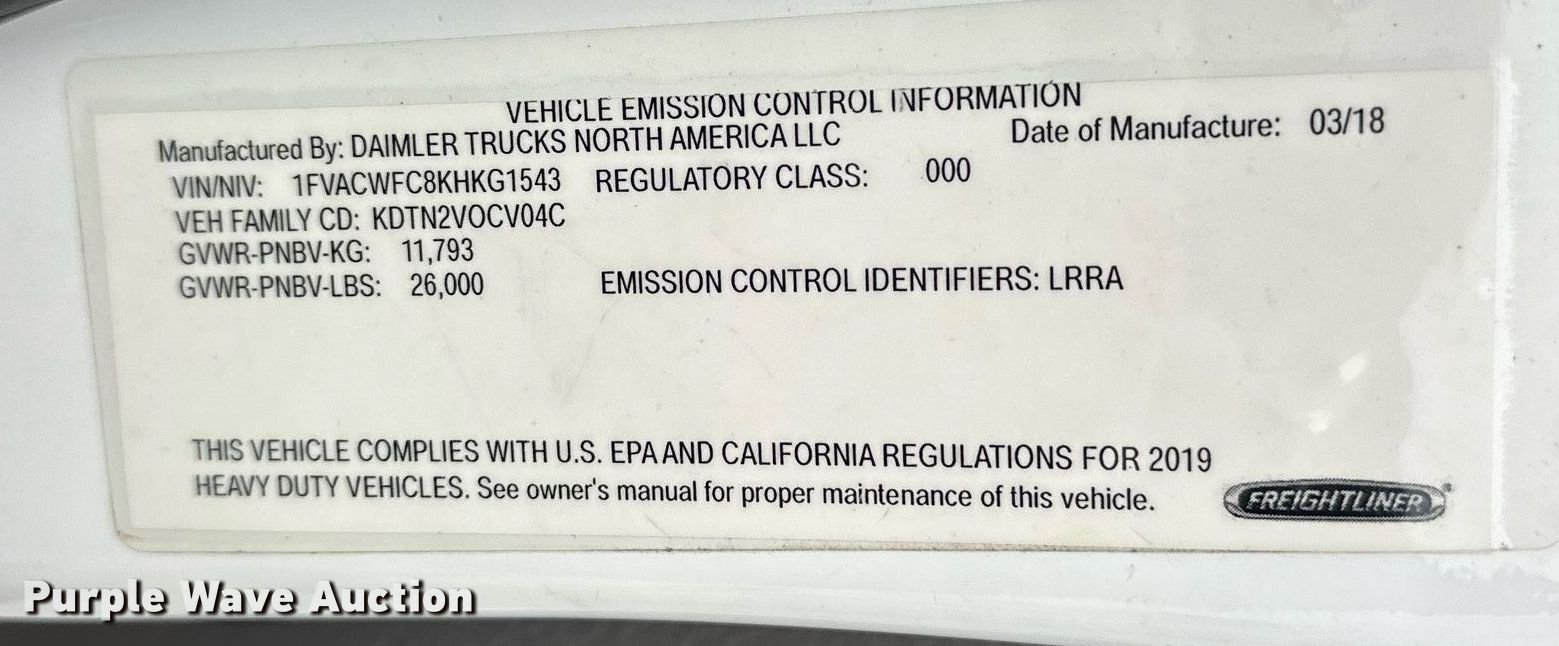 VEHICLE EMISSION CONTROL INFORMATION
Manufactured By: DAIMLER TRUCKS NORTH AMERICA LLC Date of Manufacture: 03/18
VIN/NIV: 1FVACWFC8KHKG1543 REGULATORY CLASS: 000
VEH FAMILY CD: KDTN2VOCV04C
GVWR-PNBV-KG: 11,793
GVWR-PNBV-LBS: 26,000 EMISSION CONTROL IDENTIFIERS: LRRA
THIS VEHICLE COMPLIES WITH U.S. EPA AND CALIFORNIA REGULATIONS FOR 2019
HEAVY DUTY VEHICLES. See owner's manual for proper maintenance of this vehicle.
FREIGHTLINER
Purple Wave Auction